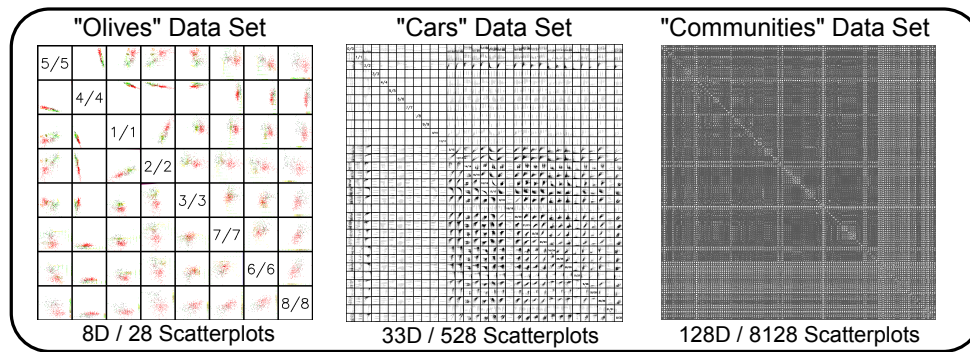 "Olives" Data Set
"Cars" Data Set
"Communities" Data Set
5/5
4/4
1/1
2/2
3/3
7/7
6/6
8/8
8D / 28 Scatterplots
33D / 528 Scatterplots
128D / 8128 Scatterplots